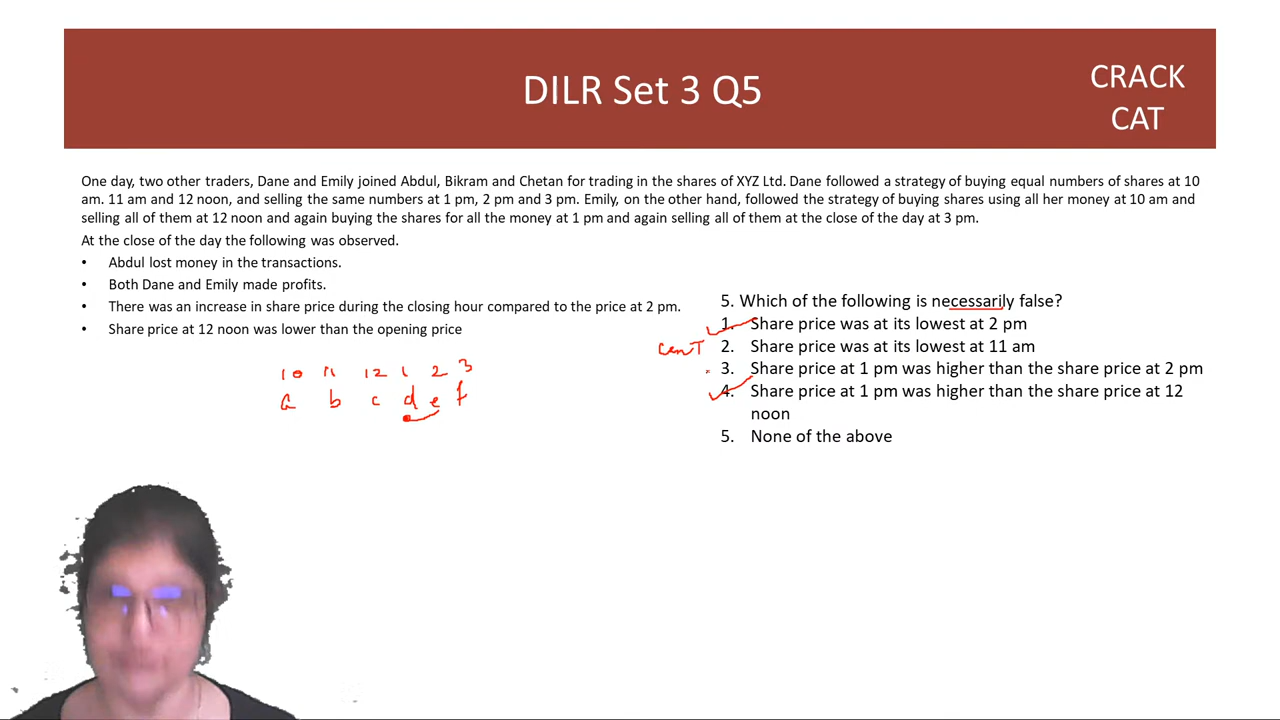 DILR Set 3 Q5
CRACK
CAT
One day, two other traders, Dane and Emily joined Abdul, Bikram and Chetan for trading in the shares of XYZ Ltd. Dane followed a strategy of buying equal numbers of shares at 10
am. 11 am and 12 noon, and selling the same numbers at 1 pm, 2 pm and 3 pm. Emily, on the other hand, followed the strategy of buying shares using all her money at 10 am and
selling all of them at 12 noon and again buying the shares for all the money at 1 pm and again selling all of them at the close of the day at 3 pm.
At the close of the day the following was observed.
• Abdul lost money in the transactions.
• Both Dane and Emily made profits.
• There was an increase in share price during the closing hour compared to the price at 2 pm.
• Share price at 12 noon was lower than the opening price
10 11 12 1 2 3
a b c d e f
5. Which of the following is necessarily false?
1. Share price was at its lowest at 2 pm
can'T 2. Share price was at its lowest at 11 am
3. Share price at 1 pm was higher than the share price at 2 pm
4. Share price at 1 pm was higher than the share price at 12
noon
5. None of the above